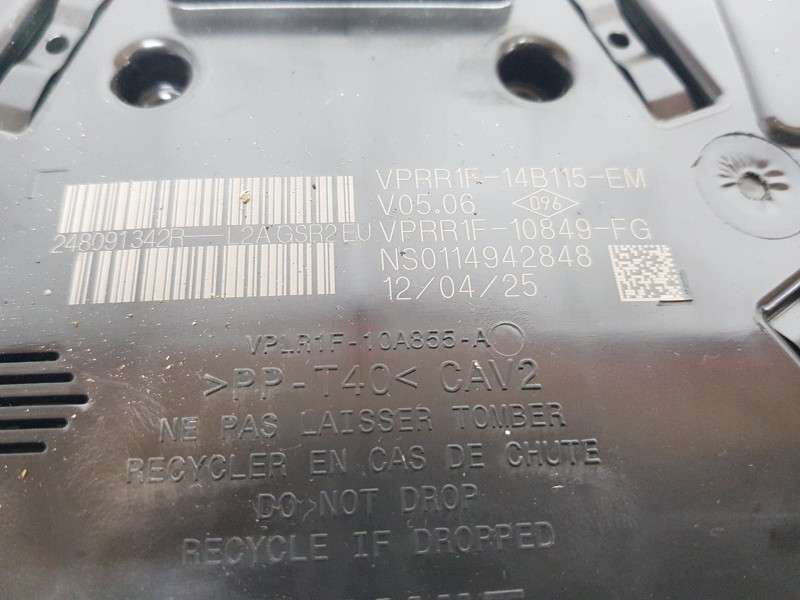 VPRR1F-14B115-EM
V05.06 096
248091342R---L2A GSR2 EU VPRR1F-10849-FG
NS0114942848
12/04/25
VPLR1F-10A855-A
>PP-T40< CAV2
NE PAS LAISSER TOMBER
RECYCLER EN CAS DE CHUTE
DO NOT DROP
RECYCLE IF DROPPED